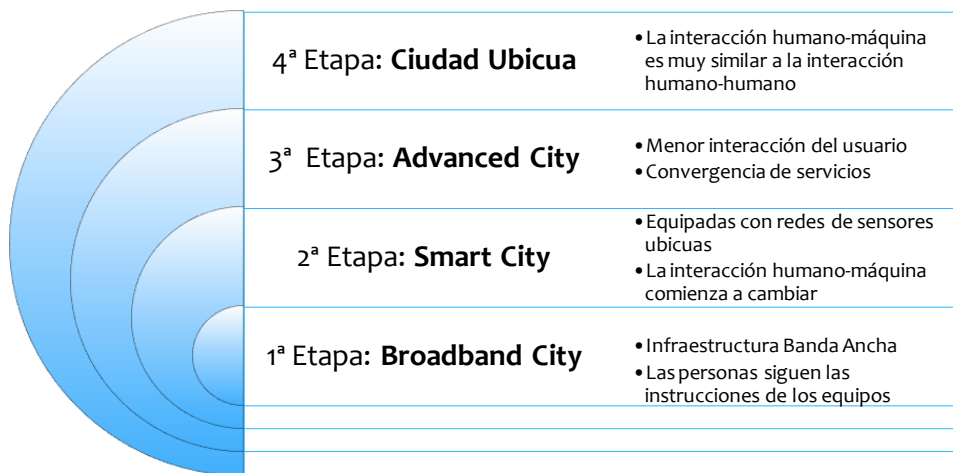 4ª Etapa: Ciudad Ubicua
•La interacción humano-máquina
es muy similar a la interacción
humano-humano
3ª Etapa: Advanced City
•Menor interacción del usuario
•Convergencia de servicios
2ª Etapa: Smart City
•Equipadas con redes de sensores
ubicuas
•La interacción humano-máquina
comienza a cambiar
1ª Etapa: Broadband City
•Infraestructura Banda Ancha
•Las personas siguen las
instrucciones de los equipos